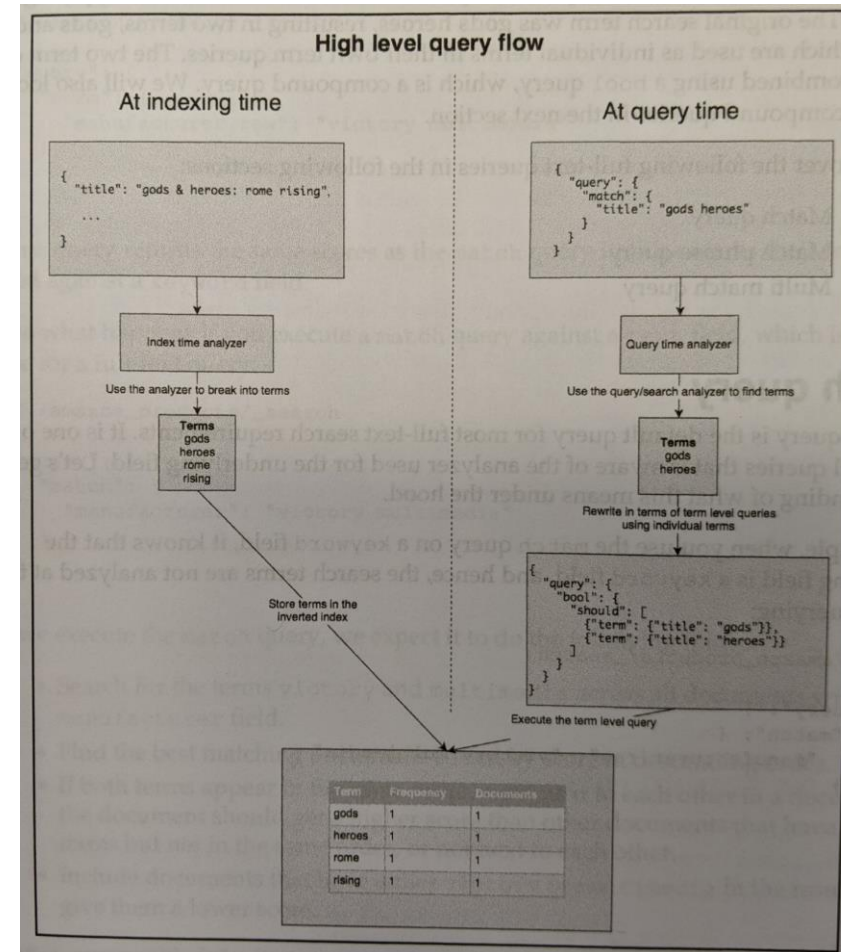 High level query flow
At indexing time
{
"title": "gods & heroes: rome rising",
...
}
Index time analyzer
Use the analyzer to break into terms
Terms
gods
heroes
rome
rising
Store terms in the
inverted index
At query time
{
"query": {
"match": {
"title": "gods heroes"
}
}
}
Query time analyzer
Use the query/search analyzer to find terms
Terms
gods
heroes
Rewrite in terms of term level queries
using individual terms
{
"query": {
"bool": {
"should": [
{"term": {"title": "gods"}},
{"term": {"title": "heroes"}}
]
}
}
}
Execute the term level query
Term Frequency Documents
gods 1 1
heroes 1 1
rome 1 1
rising 1 1